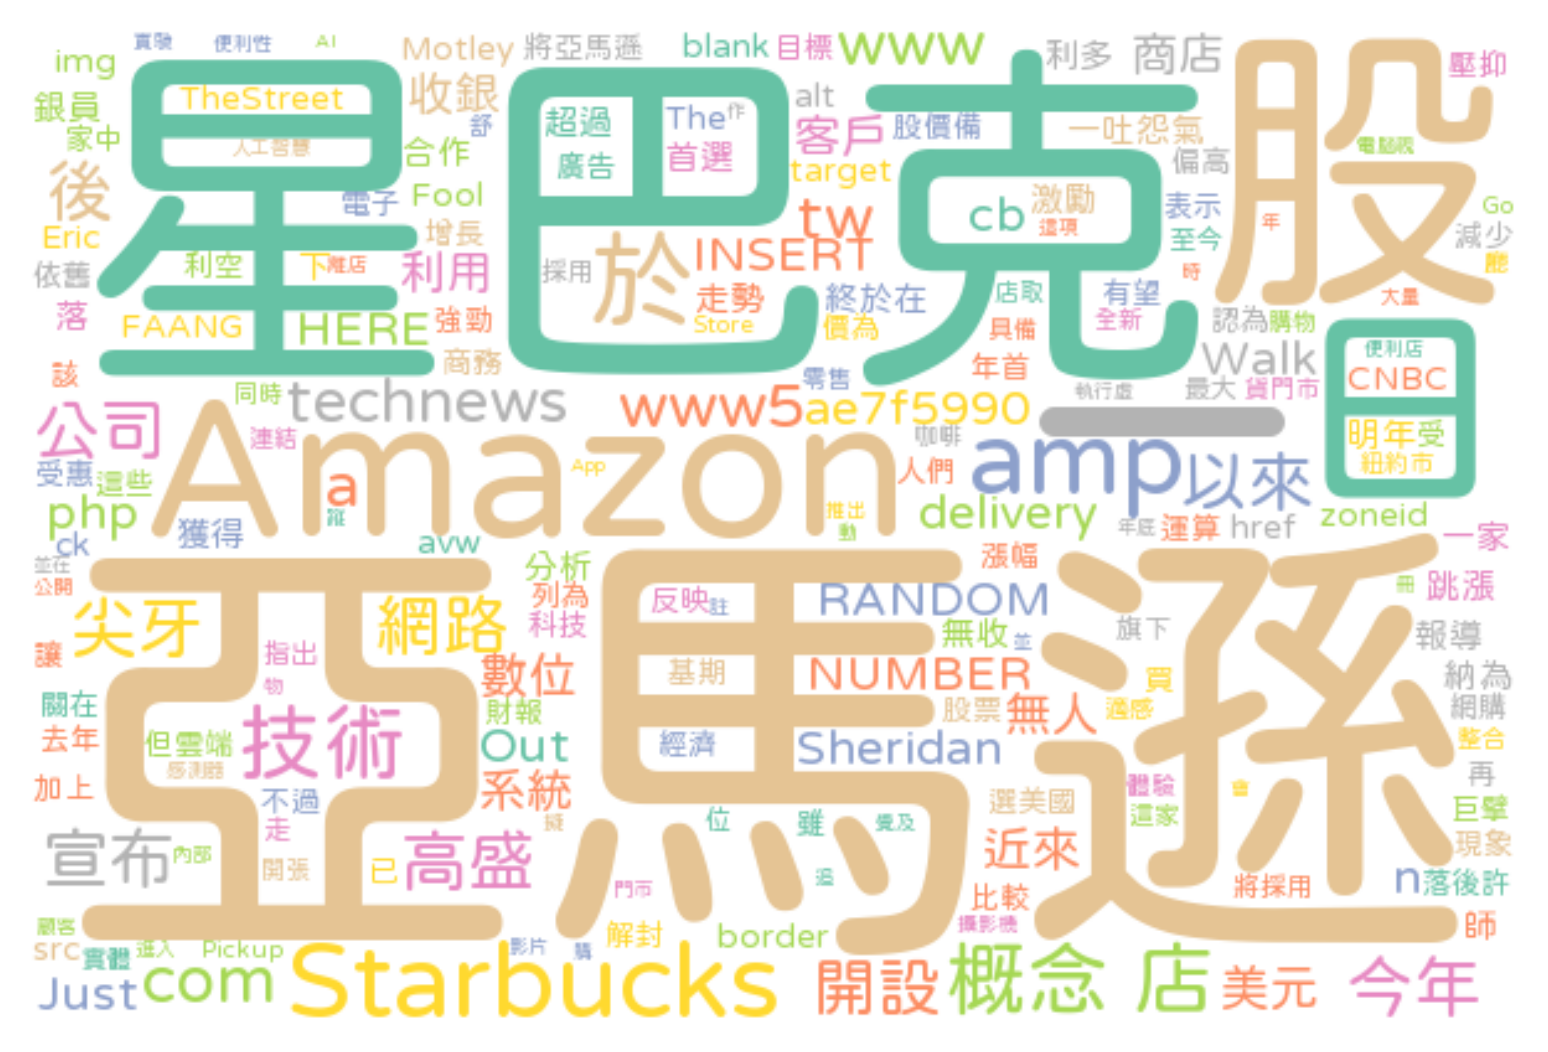 實驗 便利性 AI Motley 將亞馬遜 blank 目標 www 利多 商店 壓抑
img TheStreet 收銀 alt
銀員 舒 超過 The 作 客戶 股價備 一吐怨氣
家中 人工智慧 合作 廣告 首選 target 偏高 電腦視
星巴克股
後 電子 Fool tw cb 激勵 表示 Go
Eric 增長 於 INSERT 這項 至今 年 減少
依舊 利空 下 離店 利用 採用 店取 有望 時 廳
落 FAANG HERE 強勁 走勢 終於在 具備 全新 大量
Store 價為 認為 購物
該 商務 零售 年首 Walk 便利店
同時 technews www5 ae7f5990 執行虛 最大 貨門市 CNBC
公司 連結 咖啡 一 日 明年 受
Amazon amp 以來 紐約市
受惠 這些 a App 人們
php 蹤 推出 delivery 年底 運算 href zoneid
ck 獲得 avw 動 一家
並在 分析 漲幅
公開 列為 反映 註 RANDOM 冊 跳漲
尖牙 網路 科技 無收 並 旗下 報導
讓 指出 數位 基期 NUMBER 買 納為
亞馬遜
物 財報 股票 無人 網購
關在 技術 Out 經濟 Sheridan 整合
去年 但雲端 感測器 系統 再
加上 不過 選美國 體驗 會 巨擘
走 擬 位 雖 這家 現象
宣布 內部 開張 已 高盛 近來
過 n 落後許
門市 比較 將採用
顧客 解封 border 攝影機 師
src 實體 進入 Pickup 影片
Just com Starbucks 開設 概念 店 美元 今年